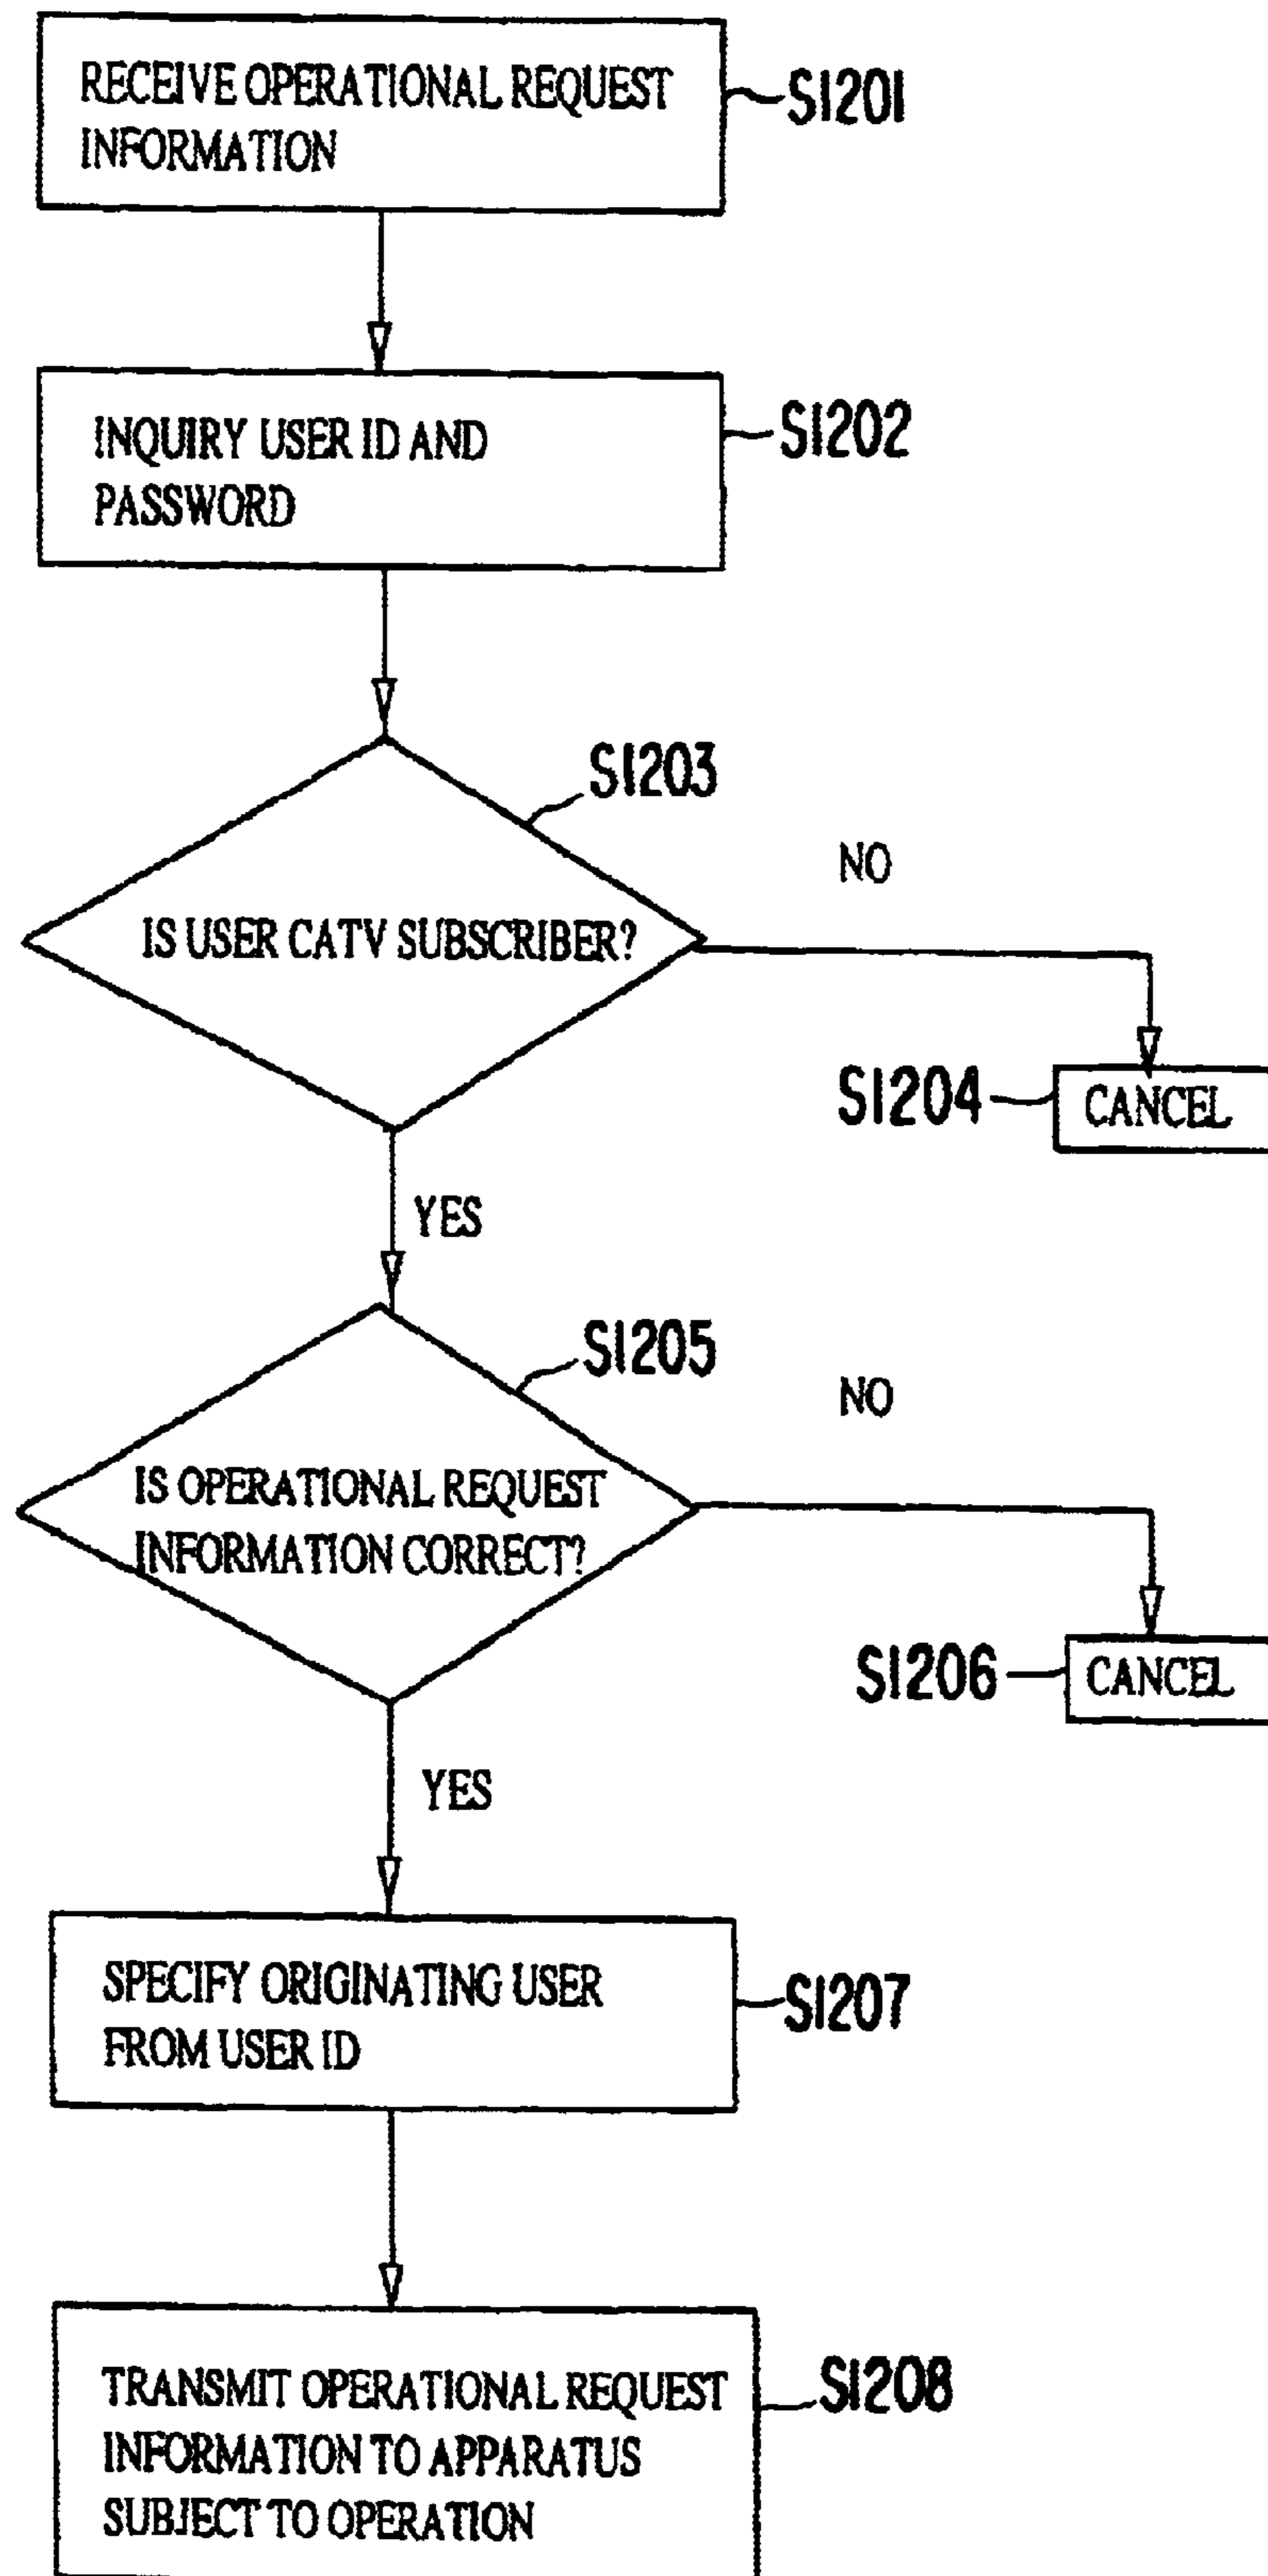 RECEIVE OPERATIONAL REQUEST
INFORMATION
S1201
INQUIRY USER ID AND
PASSWORD
S1202
S1203
IS USER CATV SUBSCRIBER?
NO
S1204
CANCEL
YES
S1205
IS OPERATIONAL REQUEST
INFORMATION CORRECT?
NO
S1206
CANCEL
YES
SPECIFY ORIGINATING USER
FROM USER ID
S1207
TRANSMIT OPERATIONAL REQUEST
INFORMATION TO APPARATUS
SUBJECT TO OPERATION
S1208